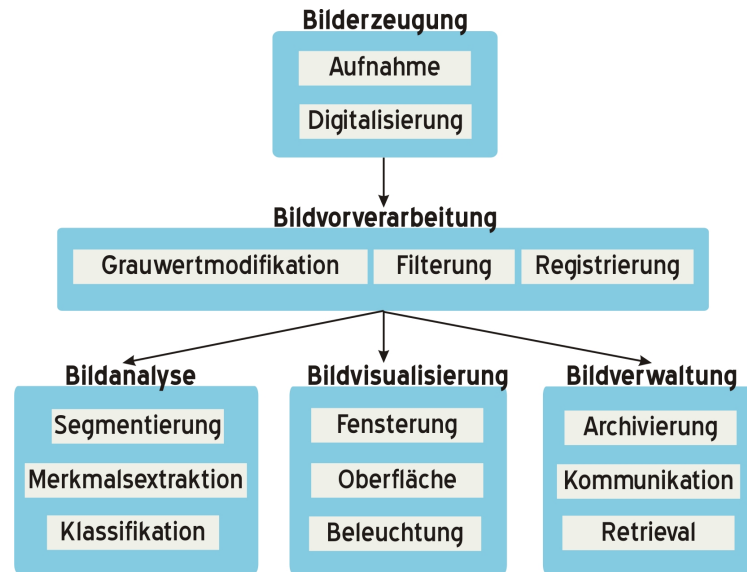 Bilderzeugung
Aufnahme
Digitalisierung
Bildvorverarbeitung
Grauwertmodifikation Filterung Registrierung
Bildanalyse Bildvisualisierung Bildverwaltung
Segmentierung Fensterung Archivierung
Merkmalsextraktion Oberfläche Kommunikation
Klassifikation Beleuchtung Retrieval